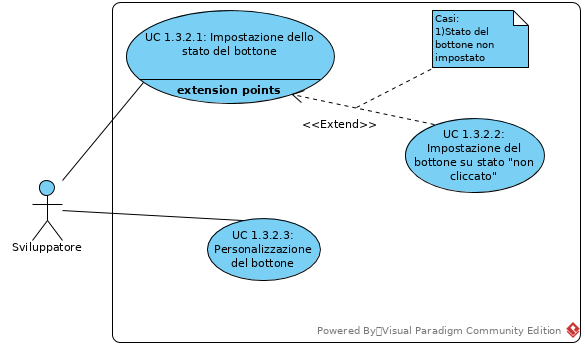 UC 1.3.2.1: Impostazione dello
stato del bottone
extension points
Casi:
1)Stato del
bottone non
impostato
<<Extend>>
UC 1.3.2.2:
Impostazione del
bottone su stato "non
cliccato"
Sviluppatore
UC 1.3.2.3:
Personalizzazione
del bottone
Powered By Visual Paradigm Community Edition